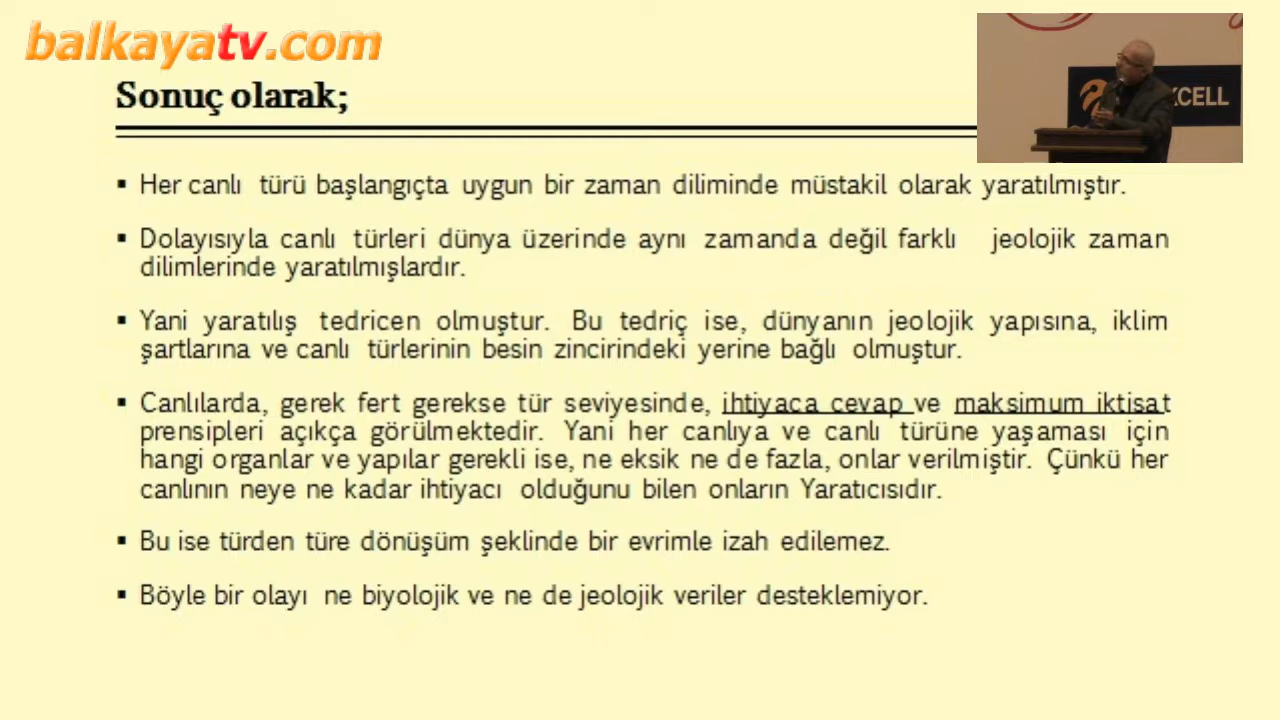 balkayatv.com
Sonuç olarak;
CELL
▪ Her canlı türü başlangıçta uygun bir zaman diliminde müstakil olarak yaratılmıştır.
▪ Dolayısıyla canlı türleri dünya üzerinde aynı zamanda değil farklı jeolojik zaman
dilimlerinde yaratılmışlardır.
▪ Yani yaratılış tedricen olmuştur. Bu tedriç ise, dünyanın jeolojik yapısına, iklim
şartlarına ve canlı türlerinin besin zincirindeki yerine bağlı olmuştur.
▪ Canlılarda, gerek fert gerekse tür seviyesinde, ihtiyaca cevap ve maksimum iktisat
prensipleri açıkça görülmektedir. Yani her canlıya ve canlı türüne yaşaması için
hangi organlar ve yapılar gerekli ise, ne eksik ne de fazla, onlar verilmiştir. Çünkü her
canlının neye ne kadar ihtiyacı olduğunu bilen onların Yaratıcısıdır.
▪ Bu ise türden türe dönüşüm şeklinde bir evrimle izah edilemez.
▪ Böyle bir olayı ne biyolojik ve ne de jeolojik veriler desteklemiyor.